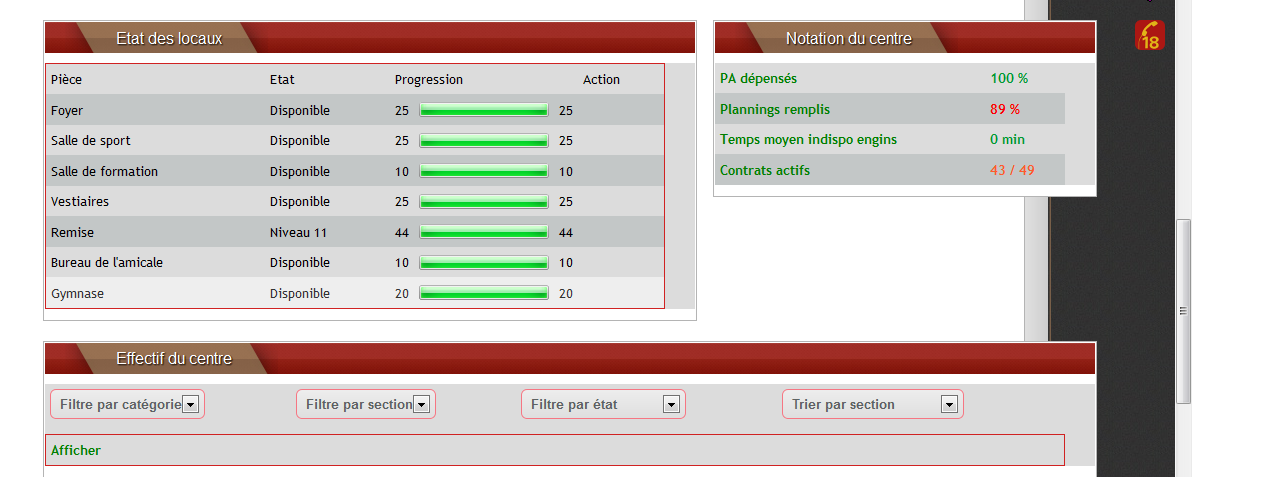 Etat des locaux
Pièce Etat Progression Action
Foyer Disponible 25 25
Salle de sport Disponible 25 25
Salle de formation Disponible 10 10
Vestiaires Disponible 25 25
Remise Niveau 11 44 44
Bureau de l'amicale Disponible 10 10
Gymnase Disponible 20 20
Notation du centre
PA dépensés 100 %
Plannings remplis 89 %
Temps moyen indispo engins 0 min
Contrats actifs 43 / 49
18
Effectif du centre
Filtre par catégorie Filtre par section Filtre par état Trier par section
Afficher